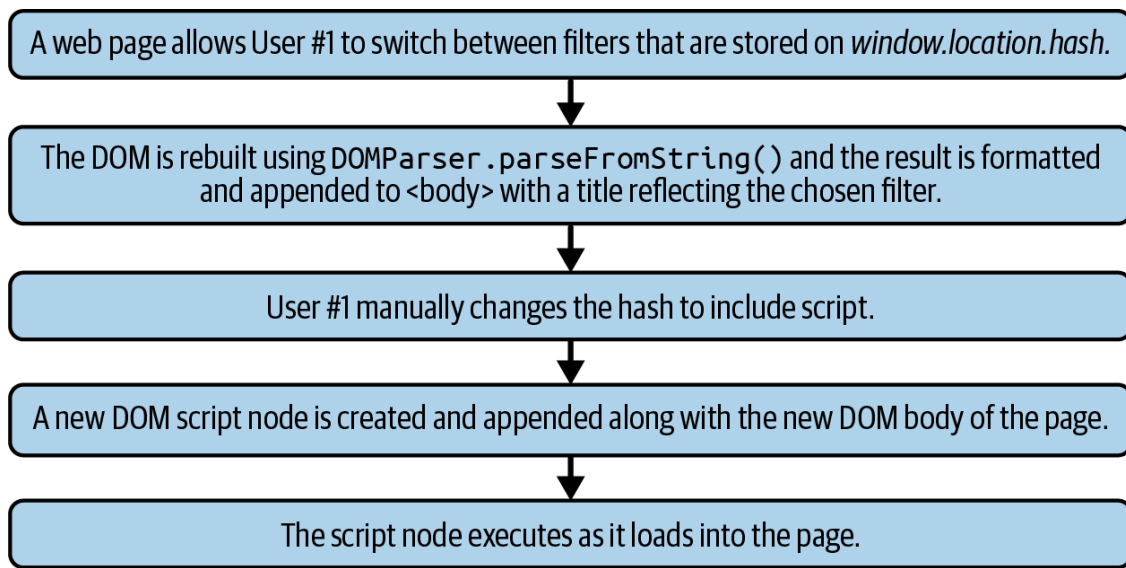 A web page allows User #1 to switch between filters that are stored on window.location.hash.
The DOM is rebuilt using DOMParser.parseFromString() and the result is formatted
and appended to <body> with a title reflecting the chosen filter.
User #1 manually changes the hash to include script.
A new DOM script node is created and appended along with the new DOM body of the page.
The script node executes as it loads into the page.